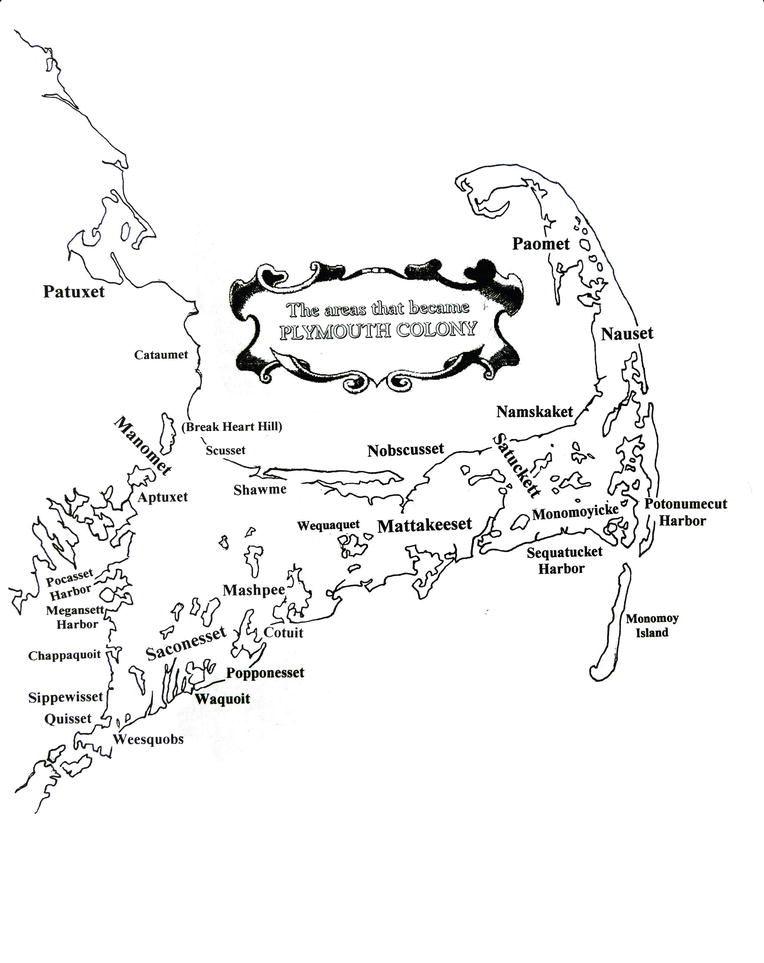 Paomet
Patuxet
The areas that became
PLYMOUTH COLONY
Nauset
Cataumet
Namskaket
Manomet
(Break Heart Hill)
Scusset
Nobscusset
Satuckett
Shawme
Aptuxet
Wequaquet
Mattakeeset
Monomoyicke
Potonumecut
Harbor
Sequatucket
Harbor
Pocasset
Harbor
Megansett
Harbor
Mashpee
Cotuit
Monomoy
Island
Saconesset
Chappaquoit
Popponesset
Sippewisset
Waquoit
Quisset
Weesquobs